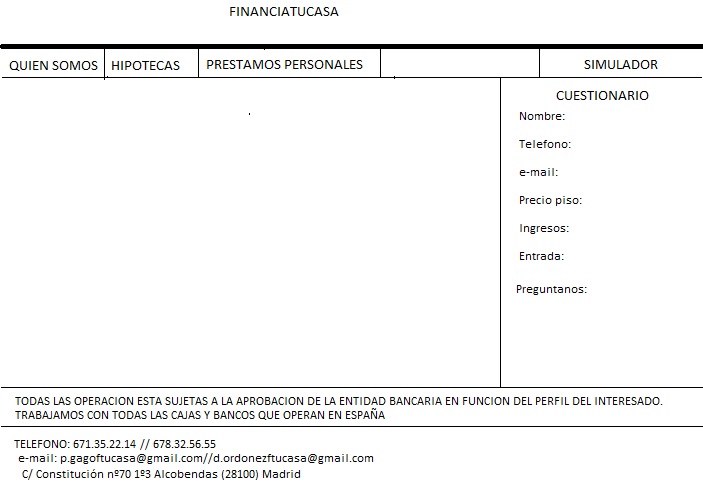 FINANCIATUCASA
QUIEN SOMOS HIPOTECAS PRESTAMOS PERSONALES SIMULADOR
CUESTIONARIO
Nombre:
Telefono:
e-mail:
Precio piso:
Ingresos:
Entrada:
Preguntanos:
TODAS LAS OPERACION ESTA SUJETAS A LA APROBACION DE LA ENTIDAD BANCARIA EN FUNCION DEL PERFIL DEL INTERESADO.
TRABAJAMOS CON TODAS LAS CAJAS Y BANCOS QUE OPERAN EN ESPAÑA
TELEFONO: 671.35.22.14 // 678.32.56.55
e-mail: p.gagoftucasa@gmail.com//d.ordonezftucasa@gmail.com
C/ Constitución nº70 1º3 Alcobendas (28100) Madrid